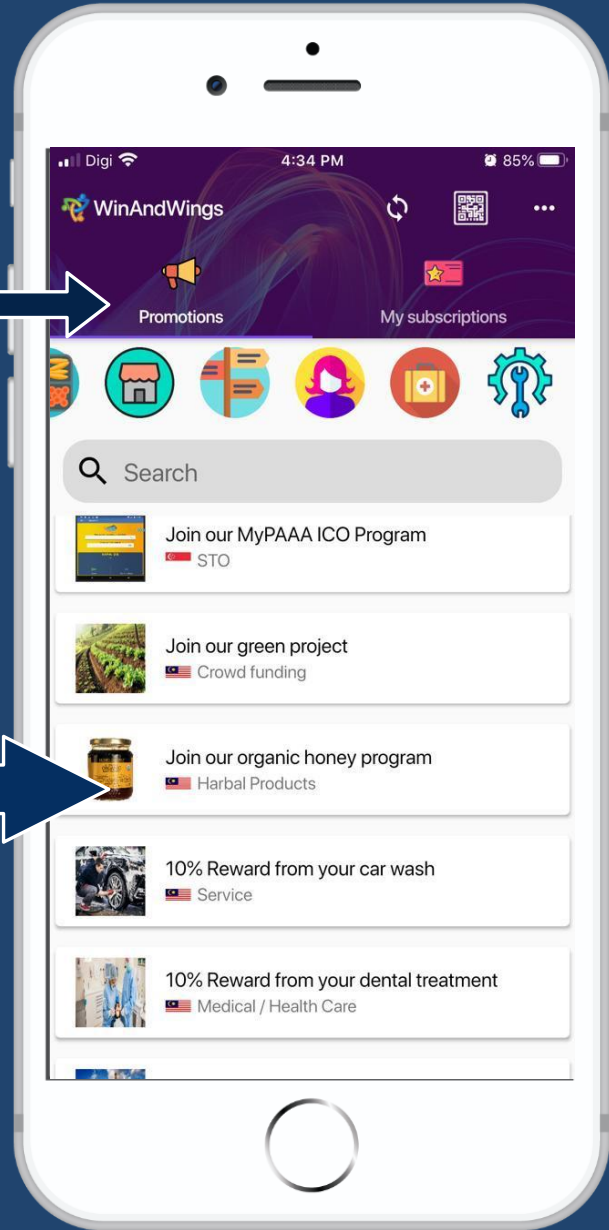 Digi 4:34 PM 85%
WinAndWings
Promotions My subscriptions
Search
Join our MyPAAA ICO Program
STO
Join our green project
Crowd funding
Join our organic honey program
Harbal Products
10% Reward from your car wash
Service
10% Reward from your dental treatment
Medical / Health Care